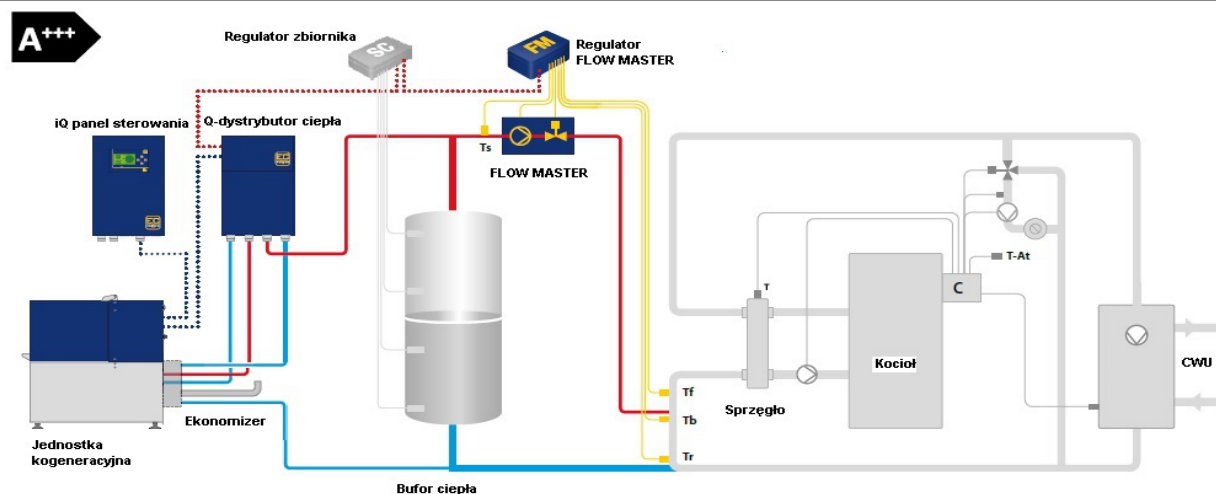 A+++
Regulator zbiornika
SC
FM
Regulator
FLOW MASTER
iQ panel sterowania
Q-dystrybutor ciepła
Ts
FLOW MASTER
T-At
T
C
Kocioł
CWU
Tf
Sprzęgło
Tb
Tr
Ekonomizer
Jednostka
kogeneracyjna
Bufor ciepła